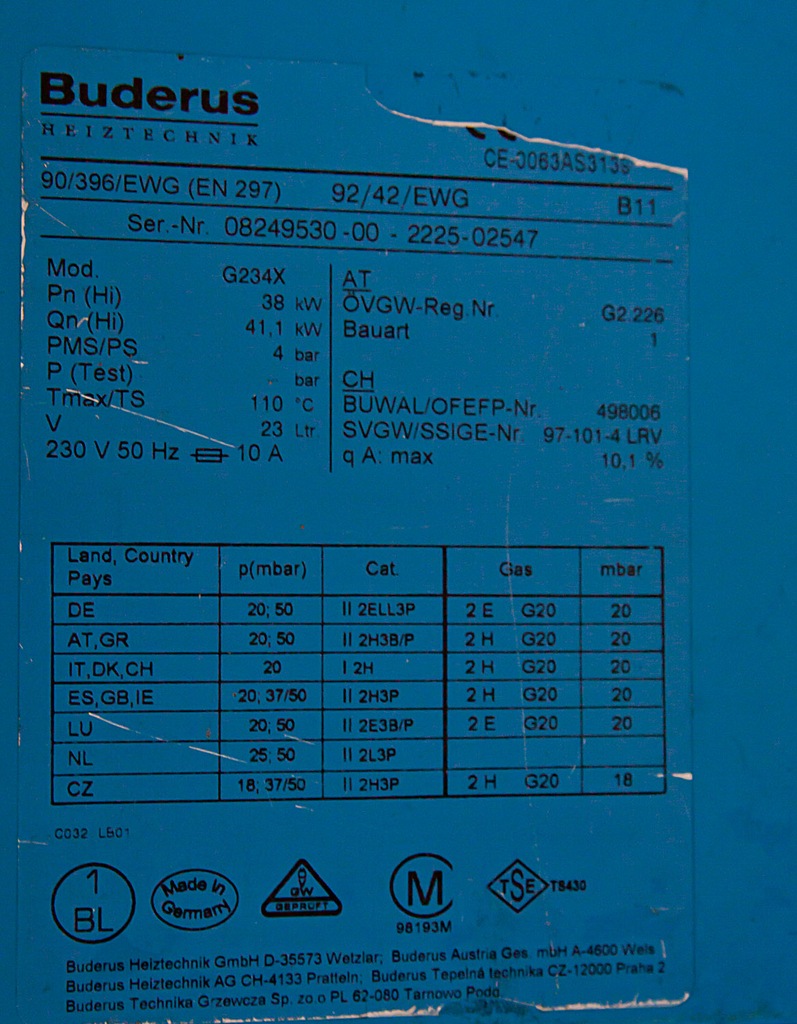 Buderus
HEIZTECHNIK
CE-0063AS3135
90/396/EWG (EN 297) 92/42/EWG B11
Ser.-Nr. 08249530-00 - 2225-02547
Mod. G234X
Pn (Hi) 38 kW
Qn (Hi) 41,1 kW
PMS/PS 4 bar
P (Test) - bar
Tmax/TS 110 °C
V 23 Ltr
230 V 50 Hz 10 A
AT
ÖVGW-Reg.Nr. G2.226
Bauart 1
CH
BUWAL/OFEFP-Nr. 498006
SVGW/SSIGE-Nr. 97-101-4 LRV
q A: max 10,1 %
Land, Country Pays p(mbar) Cat. Gas mbar
DE 20; 50 II 2ELL3P 2 E G20 20
AT,GR 20; 50 II 2H3B/P 2 H G20 20
IT,DK,CH 20 I 2H 2 H G20 20
ES,GB,IE 20; 37/50 II 2H3P 2 H G20 20
LU 20; 50 II 2E3B/P 2 E G20 20
NL 25; 50 II 2L3P
CZ 18; 37/50 II 2H3P 2 H G20 18
C032 LB01
1 BL
Made in Germany
GW GEPRÜFT
M
98193M
TSE TS430
Buderus Heiztechnik GmbH D-35573 Wetzlar; Buderus Austria Ges. mbH A-4600 Wels
Buderus Heiztechnik AG CH-4133 Pratteln; Buderus Tepelná technika CZ-12000 Praha 2
Buderus Technika Grzewcza Sp. zo.o PL 62-080 Tarnowo Podg.